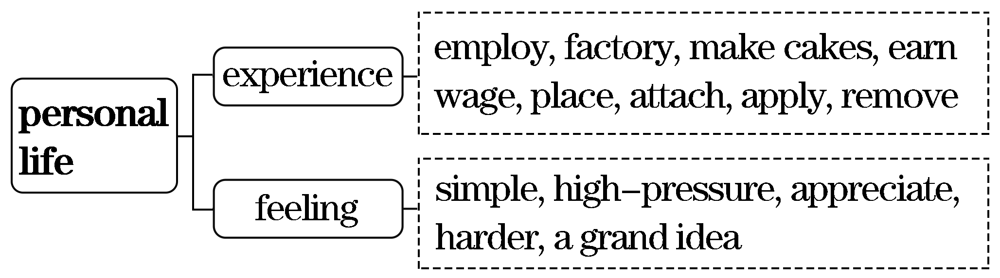 personal
life
experience
employ, factory, make cakes, earn
wage, place, attach, apply, remove
feeling
simple, high-pressure, appreciate,
harder, a grand idea